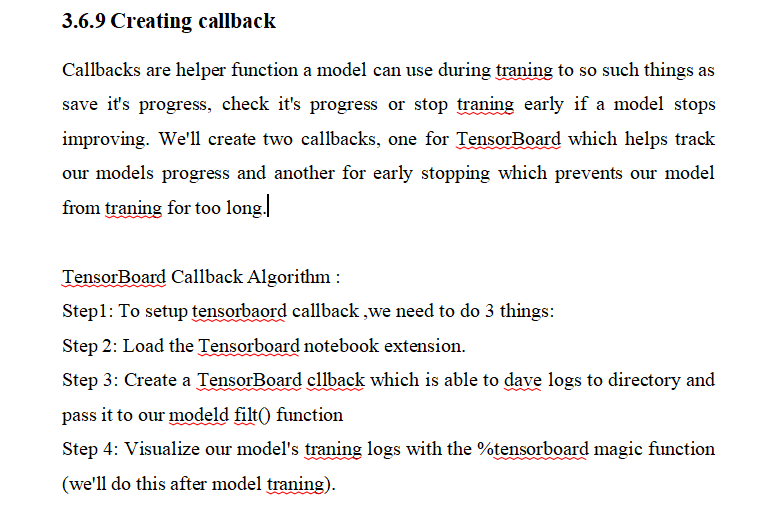 3.6.9 Creating callback
Callbacks are helper function a model can use during traning to so such things as
save it's progress, check it's progress or stop traning early if a model stops
improving. We'll create two callbacks, one for TensorBoard which helps track
our models progress and another for early stopping which prevents our model
from traning for too long.
TensorBoard Callback Algorithm :
Step1: To setup tensorbaord callback ,we need to do 3 things:
Step 2: Load the Tensorboard notebook extension.
Step 3: Create a TensorBoard cllback which is able to dave logs to directory and
pass it to our modeld filt() function
Step 4: Visualize our model's traning logs with the %tensorboard magic function
(we'll do this after model traning).